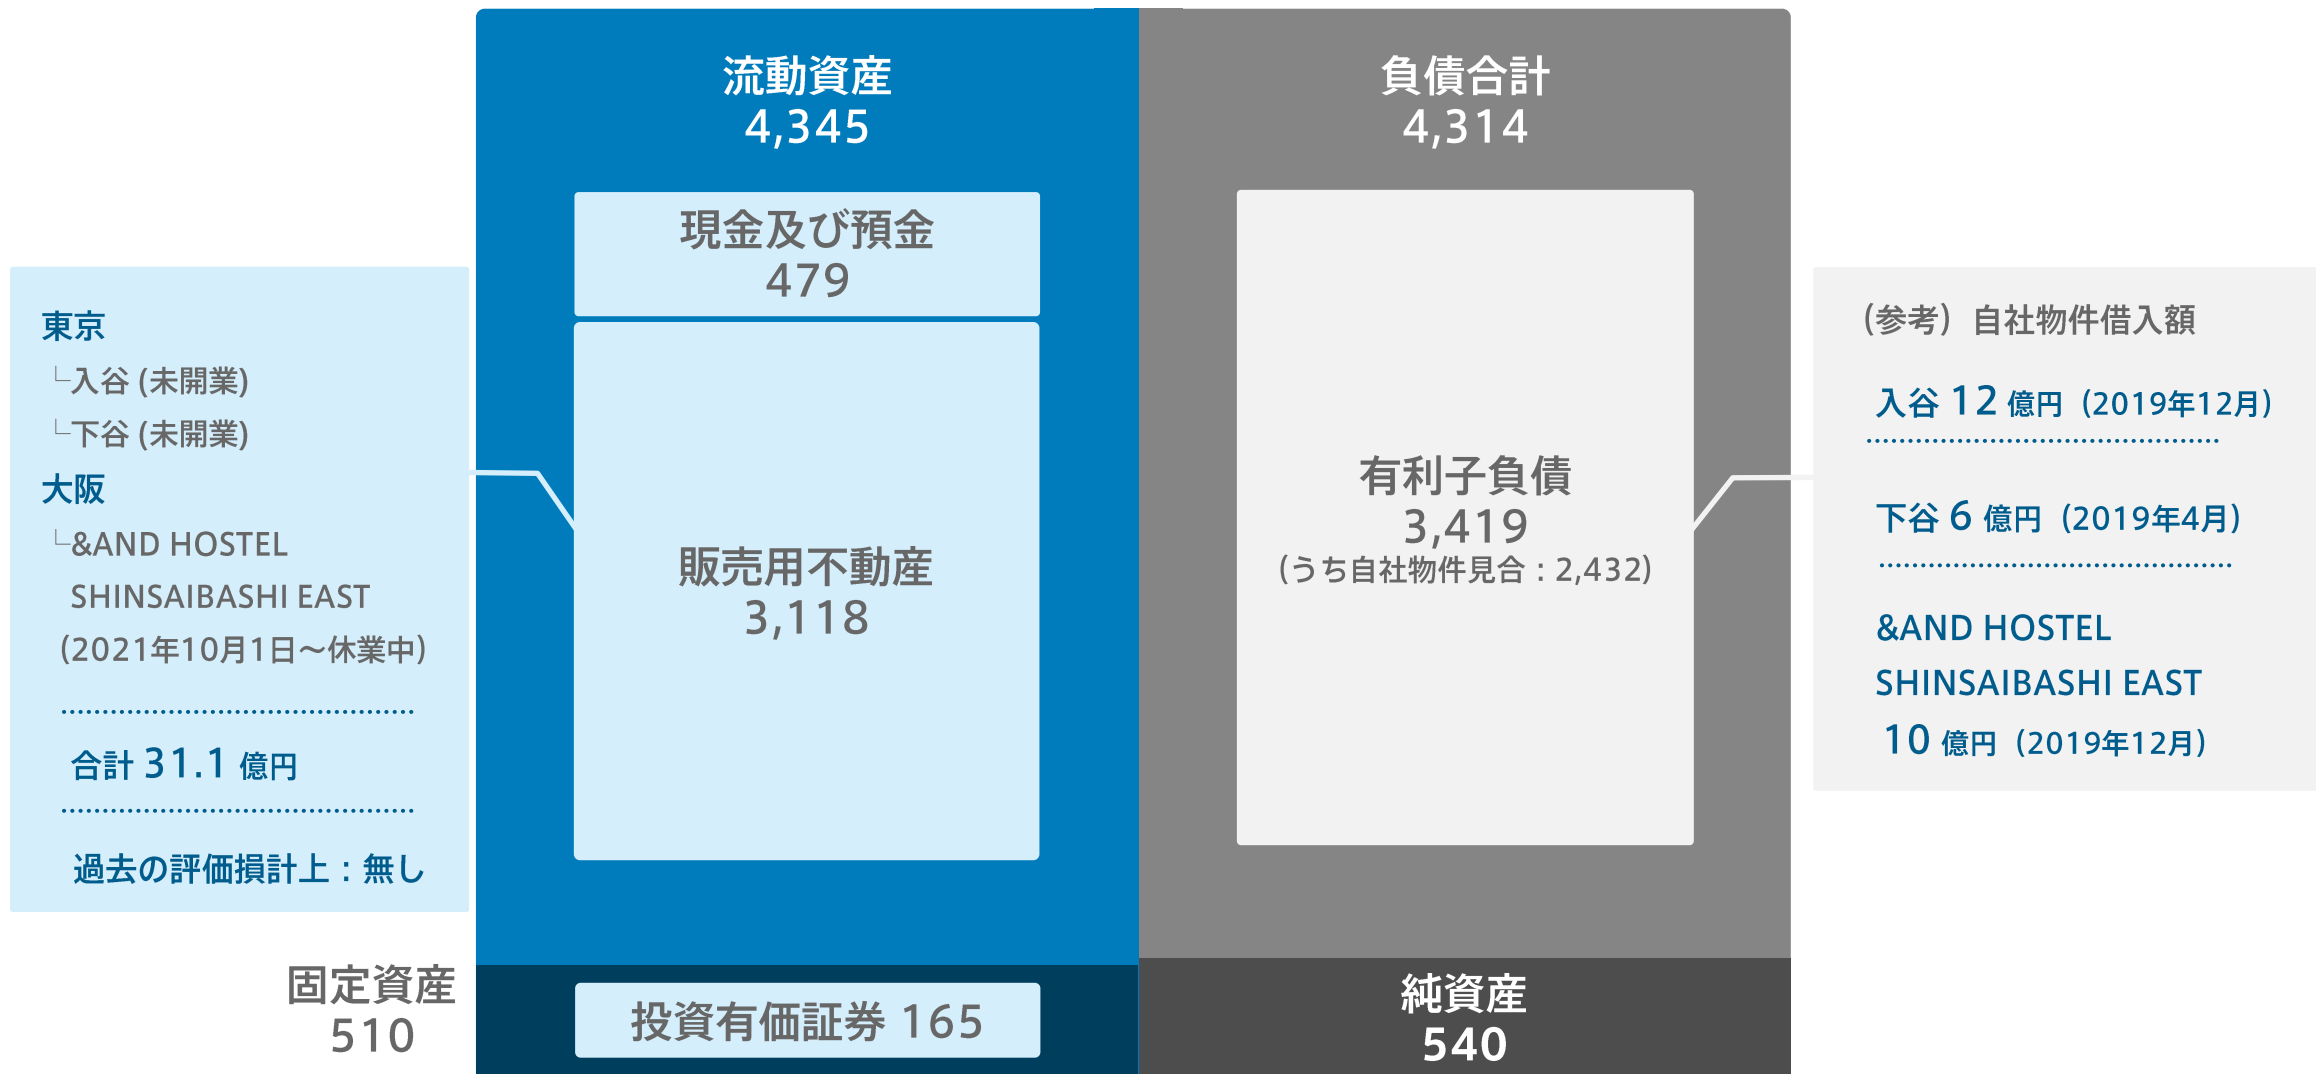 流動資産
4,345
現金及び預金
479
販売用不動産
3,118
東京
└入谷 (未開業)
└下谷 (未開業)
大阪
└&AND HOSTEL
SHINSAIBASHI EAST
(2021年10月1日～休業中)
合計 31.1 億円
過去の評価損計上：無し
固定資産
510
投資有価証券 165
負債合計
4,314
有利子負債
3,419
(うち自社物件見合：2,432)
純資産
540
(参考) 自社物件借入額
入谷 12 億円 (2019年12月)
下谷 6 億円 (2019年4月)
&AND HOSTEL
SHINSAIBASHI EAST
10 億円 (2019年12月)